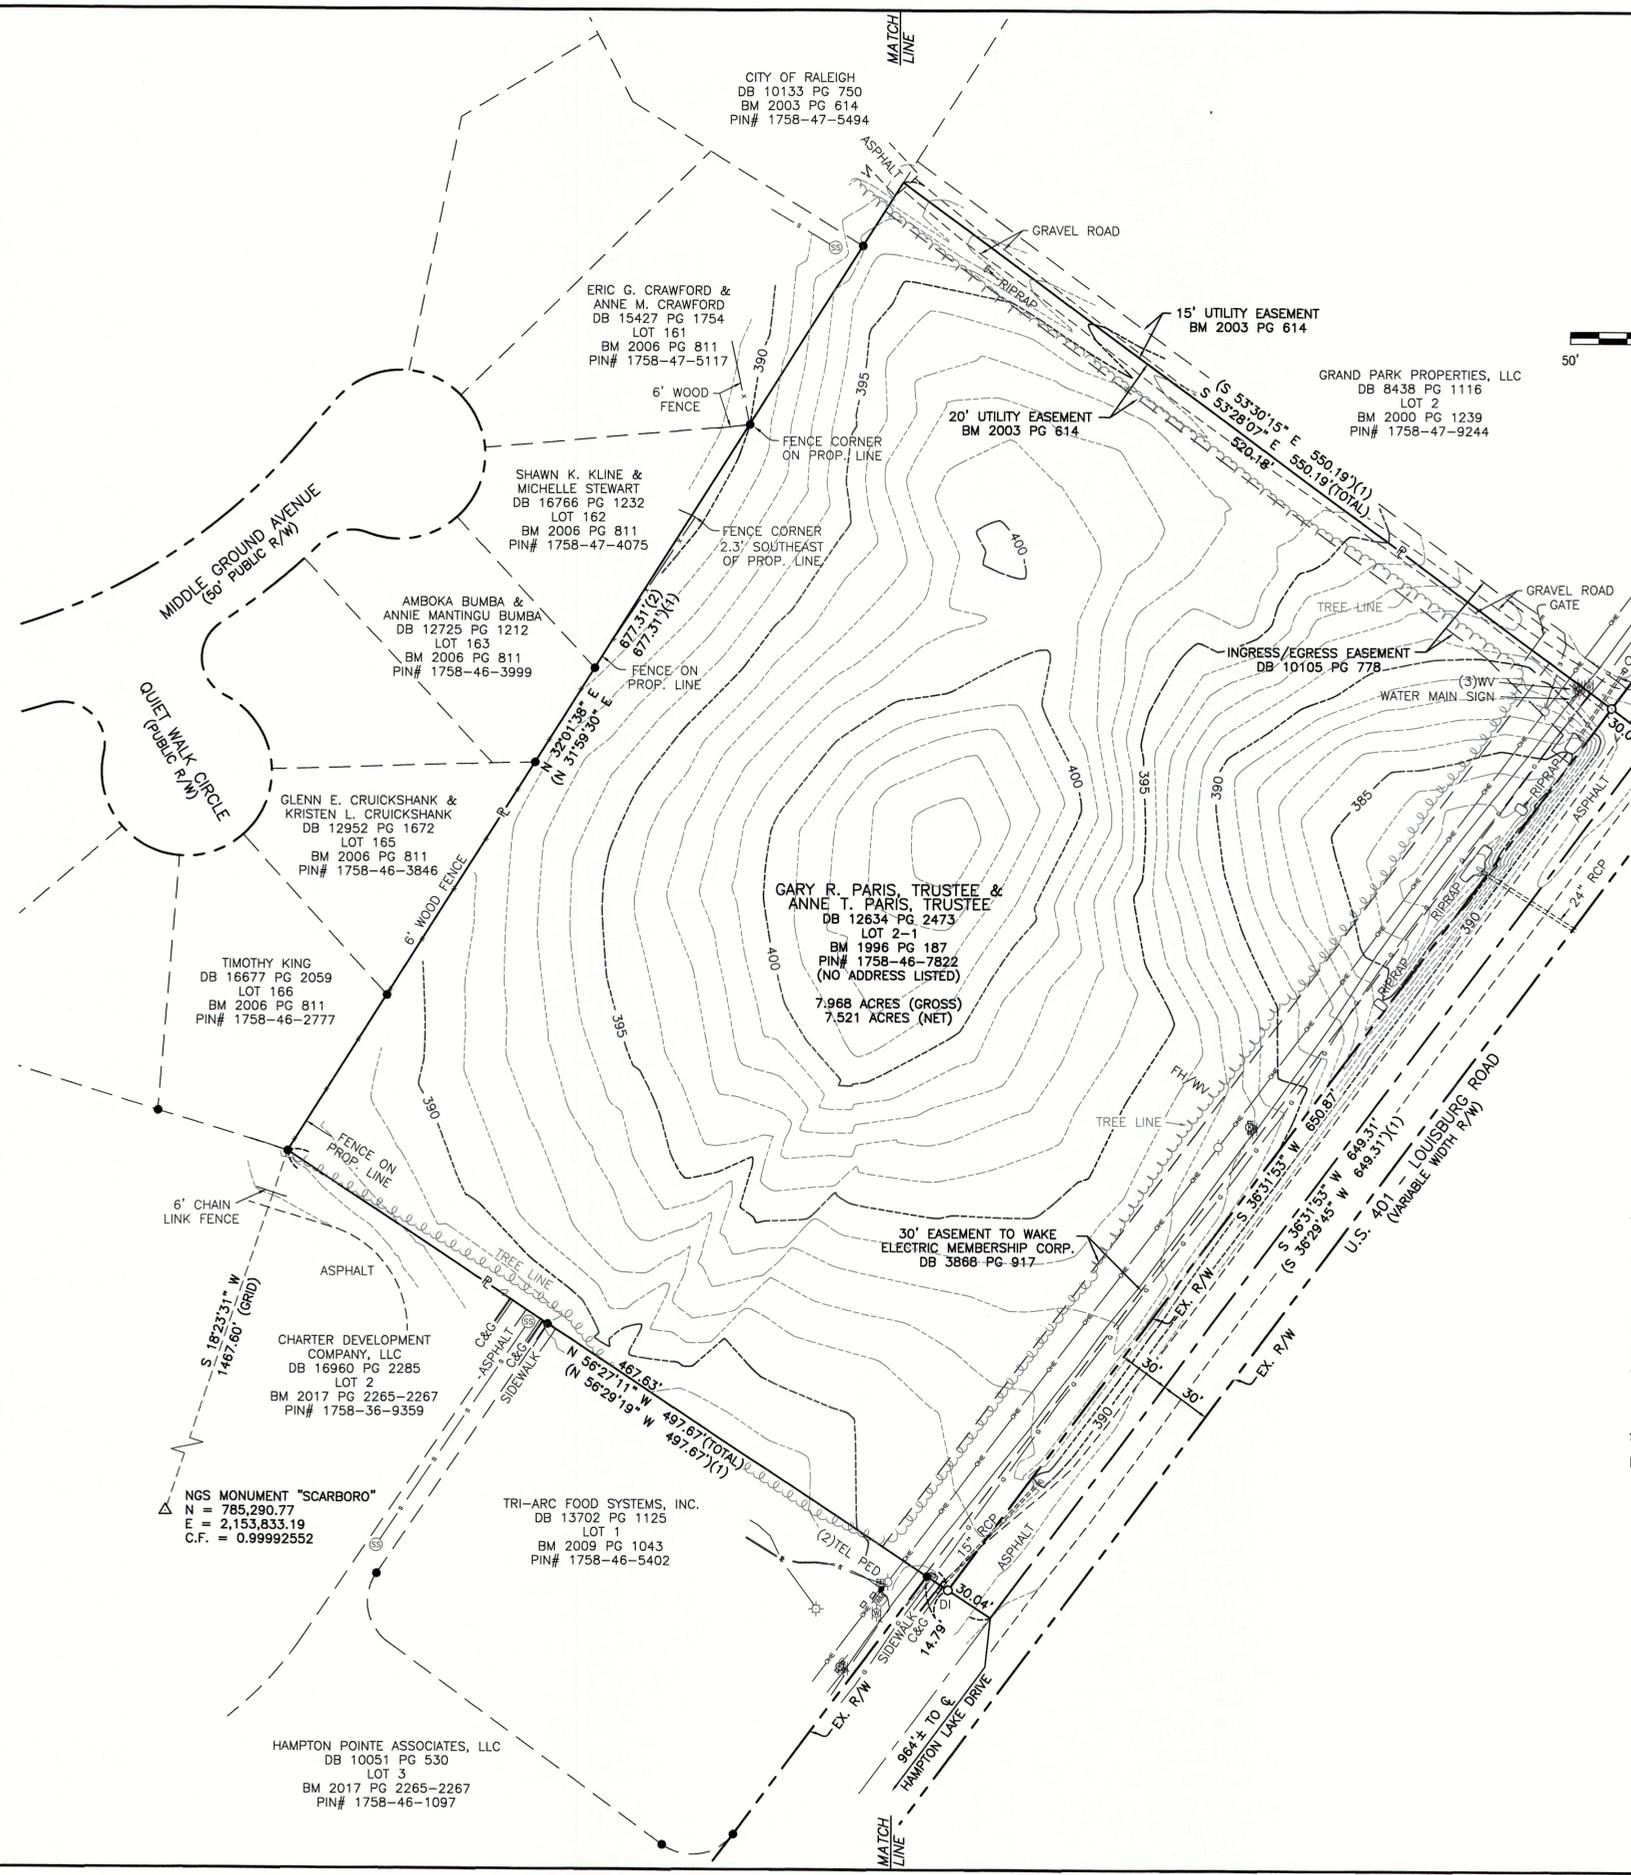 MATCH
LINE
CITY OF RALEIGH
DB 10133 PG 750
BM 2003 PG 614
PIN# 1758-47-5494
ASPHALT
GRAVEL ROAD
RIPRAP
SS
ERIC G. CRAWFORD &
ANNE M. CRAWFORD
DB 15427 PG 1754
LOT 161
BM 2006 PG 811
PIN# 1758-47-5117
390
395
15' UTILITY EASEMENT
BM 2003 PG 614
50'
6' WOOD
FENCE
GRAND PARK PROPERTIES, LLC
DB 8438 PG 1116
LOT 2
BM 2000 PG 1239
PIN# 1758-47-9244
20' UTILITY EASEMENT
BM 2003 PG 614
(S 53°30'15" E 550.19')(1)
S 53°28'07" E 550.19'(TOTAL)
520.18'
FENCE CORNER
ON PROP. LINE
SHAWN K. KLINE &
MICHELLE STEWART
DB 16766 PG 1232
LOT 162
BM 2006 PG 811
PIN# 1758-47-4075
FENCE CORNER
2.3' SOUTHEAST
OF PROP. LINE
400
MIDDLE GROUND AVENUE
(50' PUBLIC R/W)
AMBOKA BUMBA &
ANNIE MANTINGU BUMBA
DB 12725 PG 1212
LOT 163
BM 2006 PG 811
PIN# 1758-46-3999
677.31'(2)
677.31')(1)
TREE LINE
GRAVEL ROAD
GATE
INGRESS/EGRESS EASEMENT
DB 10105 PG 778
FENCE ON
PROP. LINE
(3)WV
WATER MAIN SIGN
N 32°01'38" E
(N 31°59'30" E
QUIET WALK CIRCLE
(PUBLIC R/W)
400
395
390
385
RIPRAP
ASPHALT
GLENN E. CRUICKSHANK &
KRISTEN L. CRUICKSHANK
DB 12952 PG 1672
LOT 165
BM 2006 PG 811
PIN# 1758-46-3846
6' WOOD FENCE
GARY R. PARIS, TRUSTEE &
ANNE T. PARIS, TRUSTEE
DB 12634 PG 2473
LOT 2-1
BM 1996 PG 187
PIN# 1758-46-7822
(NO ADDRESS LISTED)
7.968 ACRES (GROSS)
7.521 ACRES (NET)
400
RIPRAP
390
24" RCP
RIPRAP
TIMOTHY KING
DB 16677 PG 2059
LOT 166
BM 2006 PG 811
PIN# 1758-46-2777
395
390
FH/WV
TREE LINE
S 36°31'53" W 650.87'
S 36°31'53" W 649.31'
(S 36°29'45" W 649.31')(1)
U.S. 401 - LOUISBURG ROAD
(VARIABLE WIDTH R/W)
FENCE ON
PROP. LINE
6' CHAIN
LINK FENCE
30' EASEMENT TO WAKE
ELECTRIC MEMBERSHIP CORP.
DB 3868 PG 917
TREE LINE
ASPHALT
EX. R/W
S 18°23'31" W
1467.60' (GRID)
CHARTER DEVELOPMENT
COMPANY, LLC
DB 16960 PG 2285
LOT 2
BM 2017 PG 2265-2267
PIN# 1758-36-9359
C&G
ASPHALT
SS
C&G
SIDEWALK
467.63'
N 56°27'11" W 497.67'(TOTAL)
(N 56°29'19" W 497.67')(1)
30'
30'
EX. R/W
390
NGS MONUMENT "SCARBORO"
N = 785,290.77
E = 2,153,833.19
C.F. = 0.99992552
SS
TRI-ARC FOOD SYSTEMS, INC.
DB 13702 PG 1125
LOT 1
BM 2009 PG 1043
PIN# 1758-46-5402
(2)TEL PED
15" RCP
ASPHALT
DI
30.04'
14.79'
SIDEWALK
C&G
EX. R/W
964'± TO ℄
HAMPTON LAKE DRIVE
HAMPTON POINTE ASSOCIATES, LLC
DB 10051 PG 530
LOT 3
BM 2017 PG 2265-2267
PIN# 1758-46-1097
MATCH
LINE